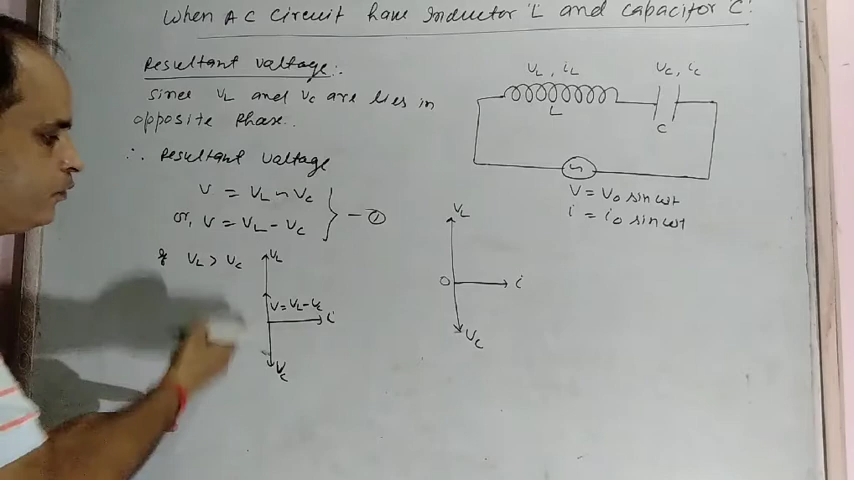 When AC circuit have Inductor 'L' and capacitor C'
Resultant voltage:.
since VL and VC are lies in
opposite phase.
∴ Resultant voltage
V = VL ~ VC
or, V = VL - VC } - ①
if VL > VC
VL
V = VL - VC
i
VC
VL, iL
VC, iC
L
C
~
V = V0 sin ωt
i = i0 sin ωt
VL
O
i
VC